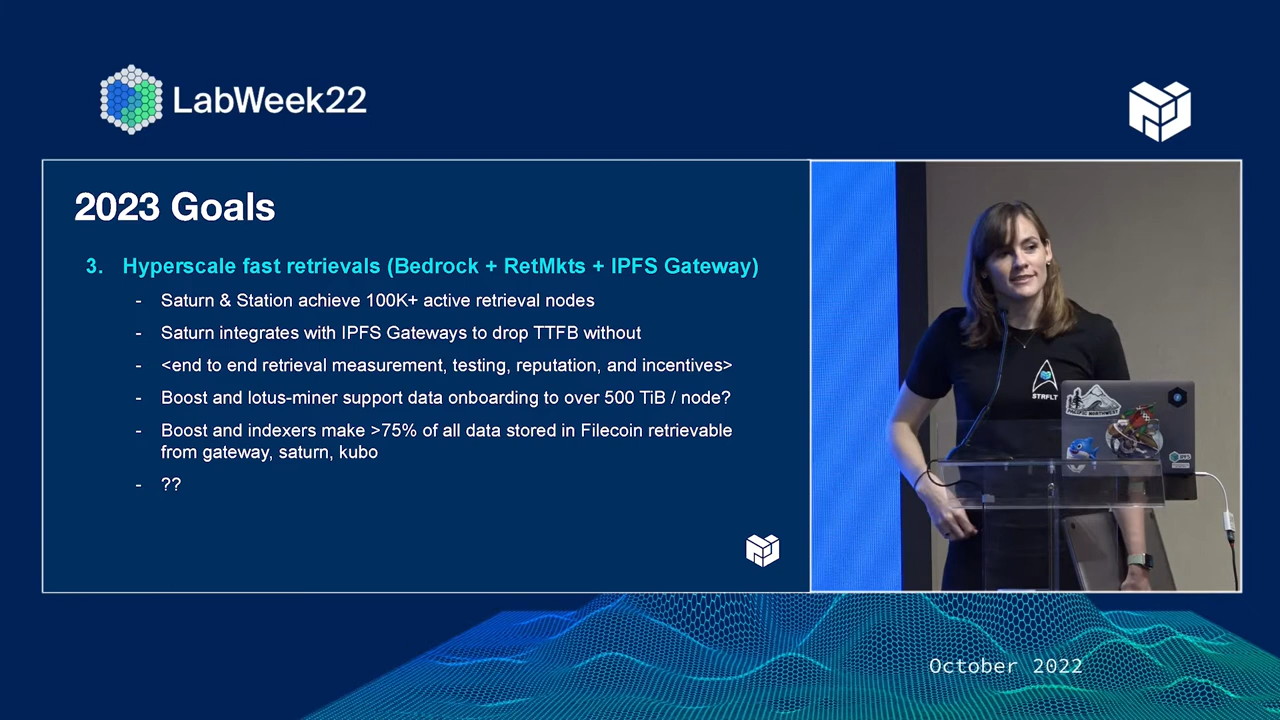 LabWeek22
2023 Goals
3. Hyperscale fast retrievals (Bedrock + RetMkts + IPFS Gateway)
- Saturn & Station achieve 100K+ active retrieval nodes
- Saturn integrates with IPFS Gateways to drop TTFB without
- <end to end retrieval measurement, testing, reputation, and incentives>
- Boost and lotus-miner support data onboarding to over 500 TiB / node?
- Boost and indexers make >75% of all data stored in Filecoin retrievable
from gateway, saturn, kubo
- ??
STRFLT
PACIFIC NORTHWEST
IPFS
October 2022